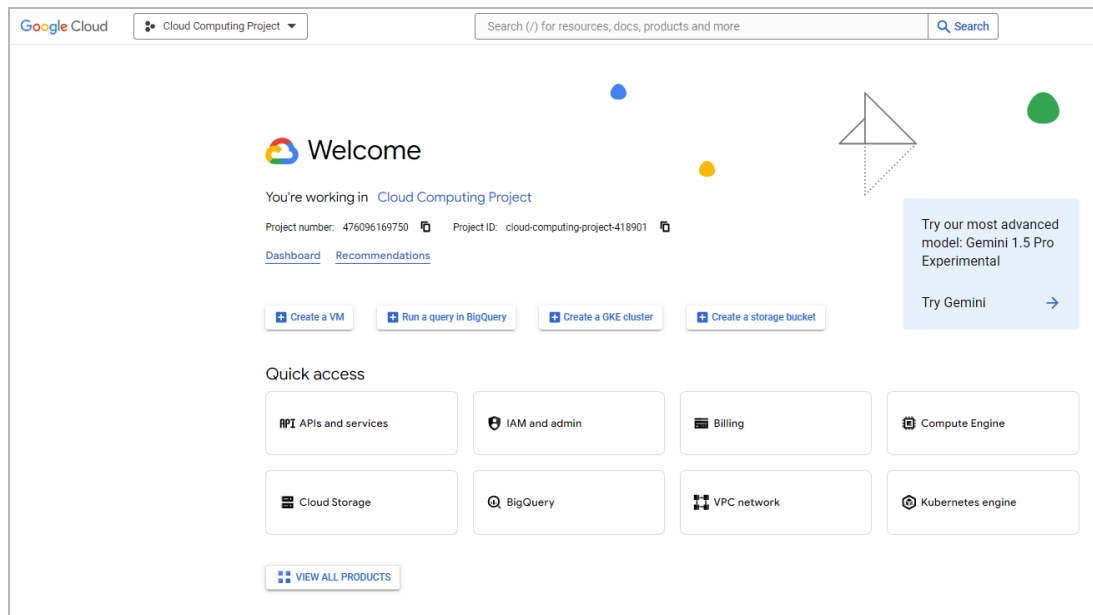 Google Cloud
Cloud Computing Project
Search (/) for resources, docs, products and more
Search
Welcome
You're working in Cloud Computing Project
Project number: 476096169750 Project ID: cloud-computing-project-418901
Dashboard Recommendations
Try our most advanced
model: Gemini 1.5 Pro
Experimental
Try Gemini
Create a VM
Run a query in BigQuery
Create a GKE cluster
Create a storage bucket
Quick access
API APIs and services
IAM and admin
Billing
Compute Engine
Cloud Storage
BigQuery
VPC network
Kubernetes engine
VIEW ALL PRODUCTS